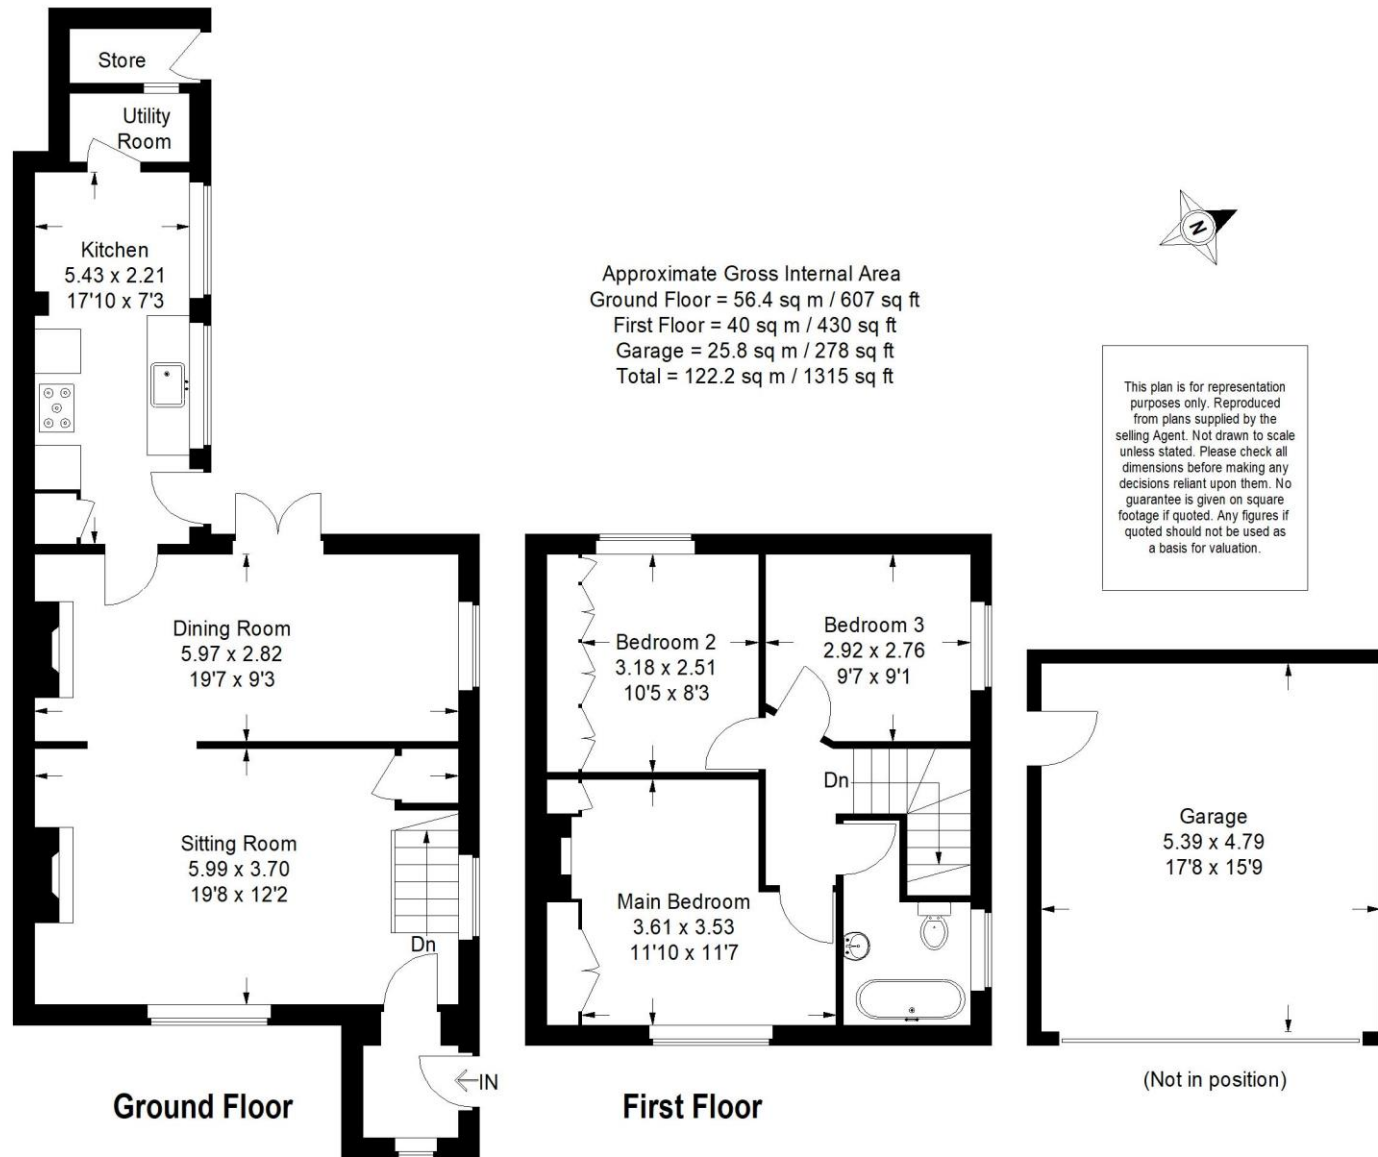 Store
Utility
Room
Kitchen
5.43 x 2.21
17'10 x 7'3
Approximate Gross Internal Area
Ground Floor = 56.4 sq m / 607 sq ft
First Floor = 40 sq m / 430 sq ft
Garage = 25.8 sq m / 278 sq ft
Total = 122.2 sq m / 1315 sq ft
N
This plan is for representation
purposes only. Reproduced
from plans supplied by the
selling Agent. Not drawn to scale
unless stated. Please check all
dimensions before making any
decisions reliant upon them. No
guarantee is given on square
footage if quoted. Any figures if
quoted should not be used as
a basis for valuation.
Dining Room
5.97 x 2.82
19'7 x 9'3
Sitting Room
5.99 x 3.70
19'8 x 12'2
Dn
IN
Ground Floor
Bedroom 2
3.18 x 2.51
10'5 x 8'3
Bedroom 3
2.92 x 2.76
9'7 x 9'1
Dn
Main Bedroom
3.61 x 3.53
11'10 x 11'7
First Floor
Garage
5.39 x 4.79
17'8 x 15'9
(Not in position)